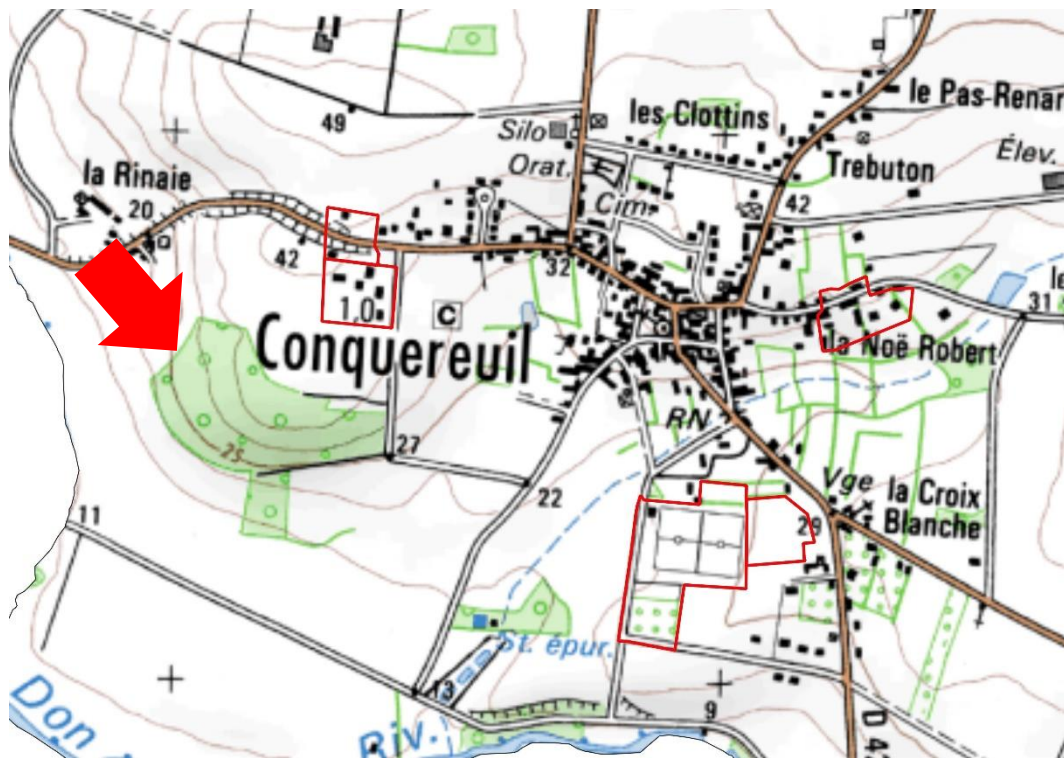 49
les Clottins
le Pas-Renar
Silo
Orat.
Trebuton
Élev.
la Rinaie
20
Cim.
42
42
32
le
31
1,0
C
Conquereuil
la Noë Robert
RN
25
27
22
Vge
la Croix
Blanche
29
11
St. épur.
13
9
Don
Riv.
D 4